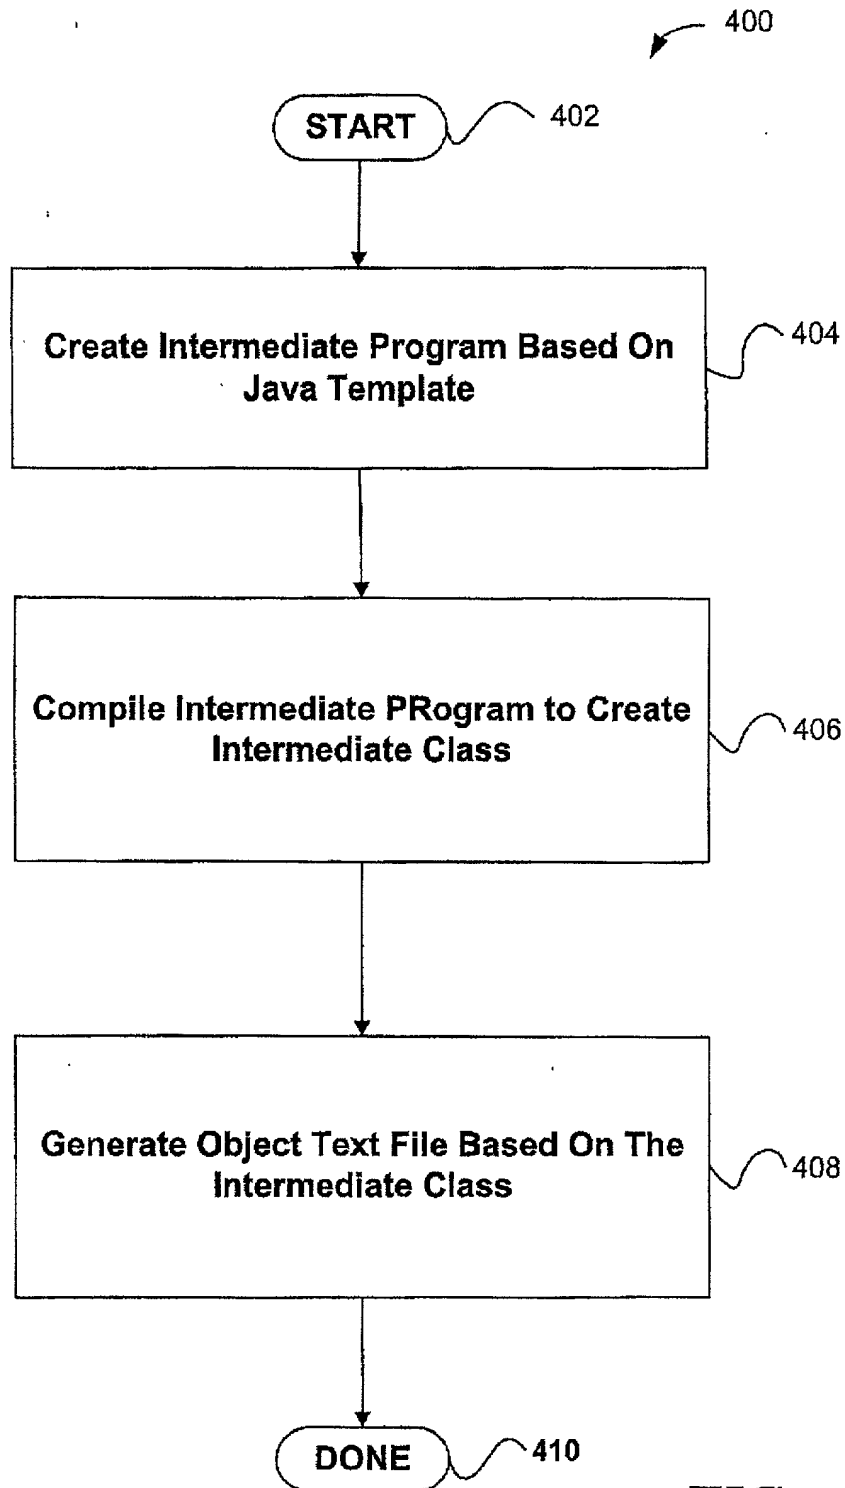 400
START
402
Create Intermediate Program Based On
Java Template
404
Compile Intermediate PRogram to Create
Intermediate Class
406
Generate Object Text File Based On The
Intermediate Class
408
DONE
410